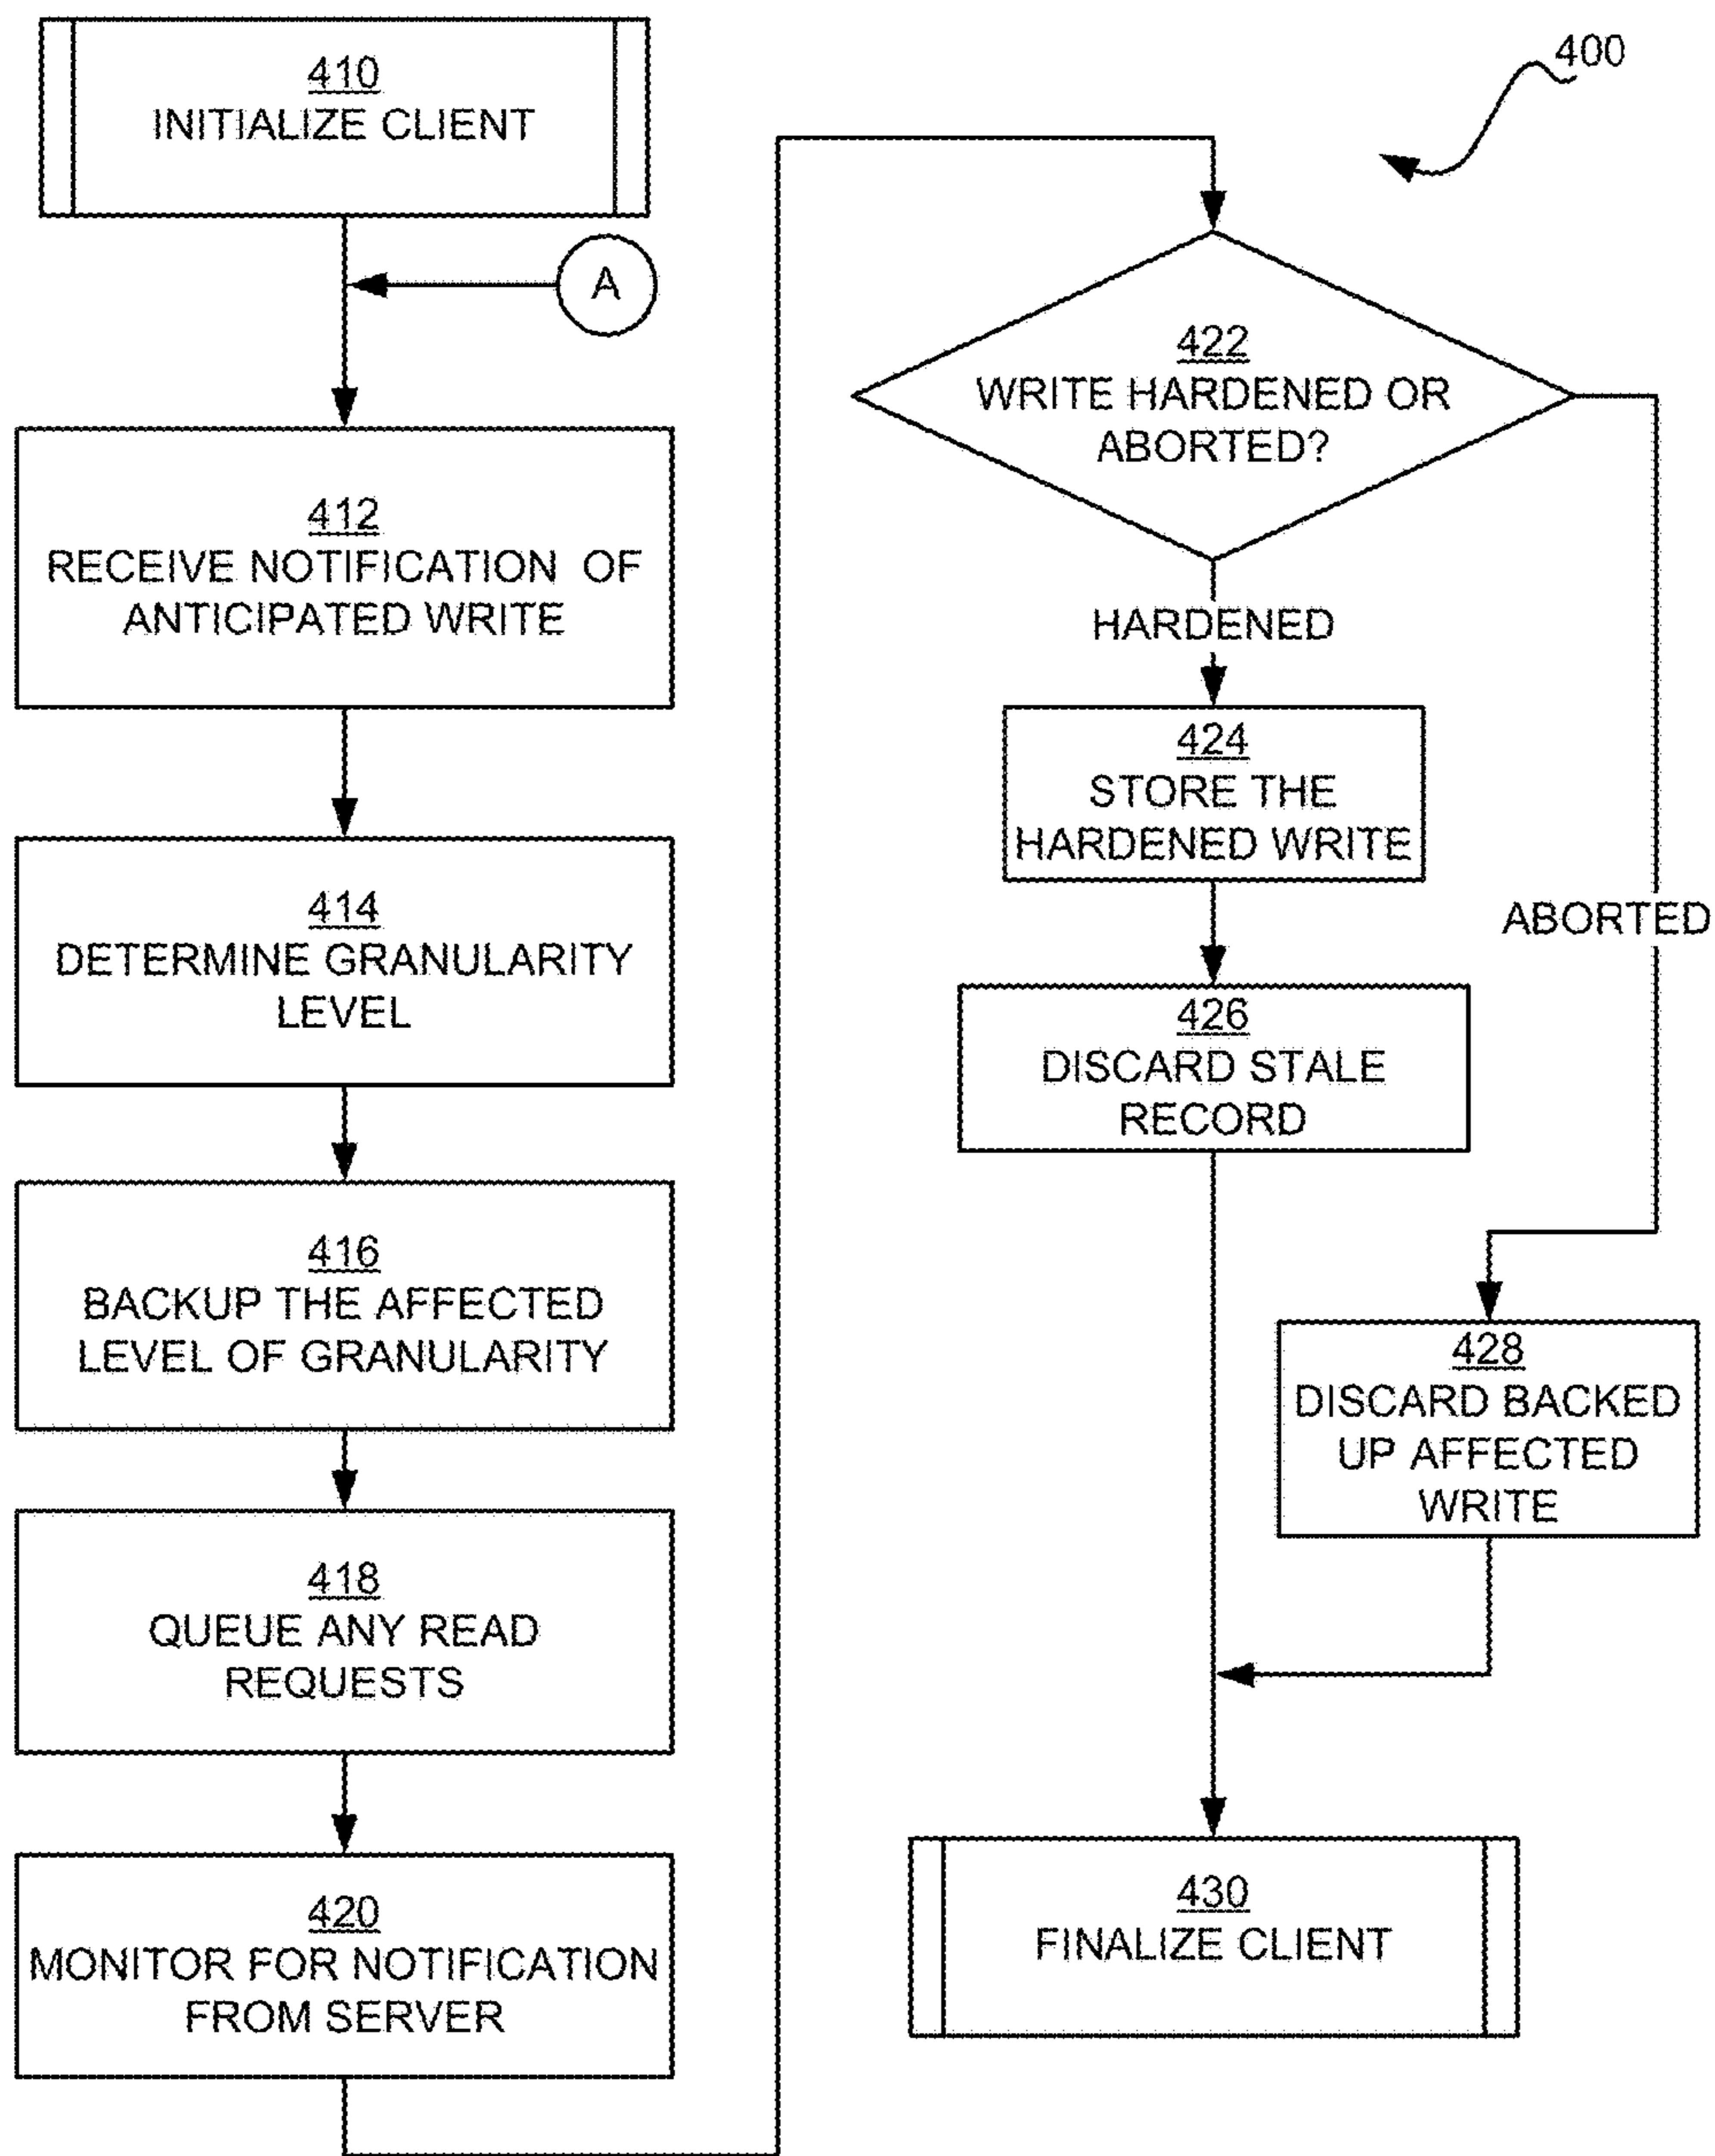 410
INITIALIZE CLIENT
A
412
RECEIVE NOTIFICATION OF
ANTICIPATED WRITE
414
DETERMINE GRANULARITY
LEVEL
416
BACKUP THE AFFECTED
LEVEL OF GRANULARITY
418
QUEUE ANY READ
REQUESTS
420
MONITOR FOR NOTIFICATION
FROM SERVER
400
422
WRITE HARDENED OR
ABORTED?
HARDENED
424
STORE THE
HARDENED WRITE
ABORTED
426
DISCARD STALE
RECORD
428
DISCARD BACKED
UP AFFECTED
WRITE
430
FINALIZE CLIENT